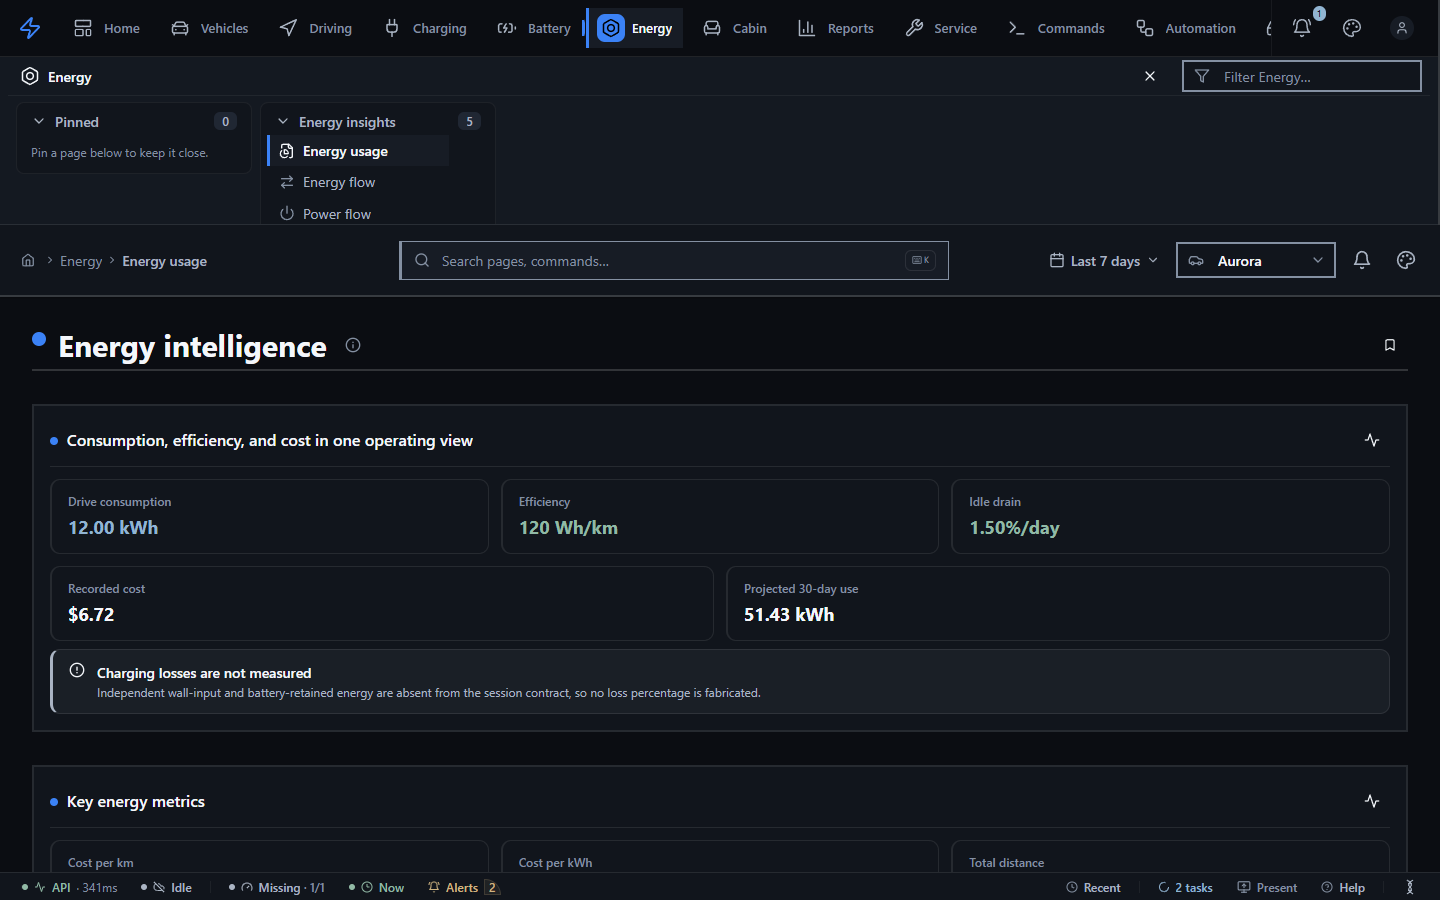 Home
Vehicles
Driving
Charging
Battery
Energy
Cabin
Reports
Service
Commands
Automation
1
Energy
Filter Energy...
Pinned
0
Pin a page below to keep it close.
Energy insights
5
Energy usage
Energy flow
Power flow
Energy
Energy usage
Search pages, commands...
K
Last 7 days
Aurora
Energy intelligence
Consumption, efficiency, and cost in one operating view
Drive consumption
12.00 kWh
Efficiency
120 Wh/km
Idle drain
1.50%/day
Recorded cost
$6.72
Projected 30-day use
51.43 kWh
Charging losses are not measured
Independent wall-input and battery-retained energy are absent from the session contract, so no loss percentage is fabricated.
Key energy metrics
Cost per km
Cost per kWh
Total distance
API · 341ms
Idle
Missing · 1/1
Now
Alerts 2
Recent
2 tasks
Present
Help